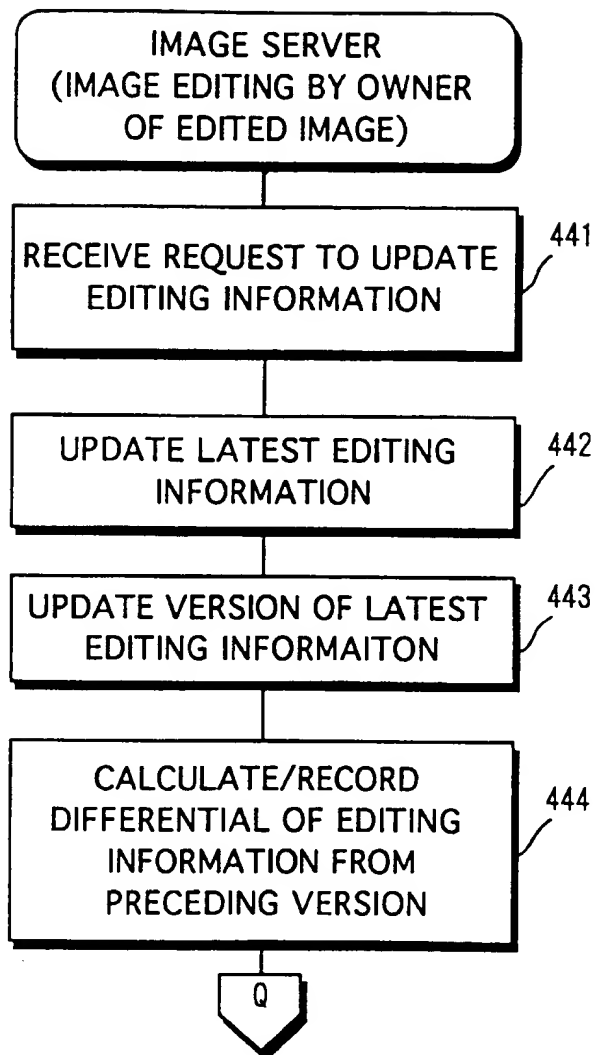 IMAGE SERVER
(IMAGE EDITING BY OWNER
OF EDITED IMAGE)
RECEIVE REQUEST TO UPDATE
EDITING INFORMATION
441
UPDATE LATEST EDITING
INFORMATION
442
UPDATE VERSION OF LATEST
EDITING INFORMAITON
443
CALCULATE/RECORD
DIFFERENTIAL OF EDITING
INFORMATION FROM
PRECEDING VERSION
444
Q